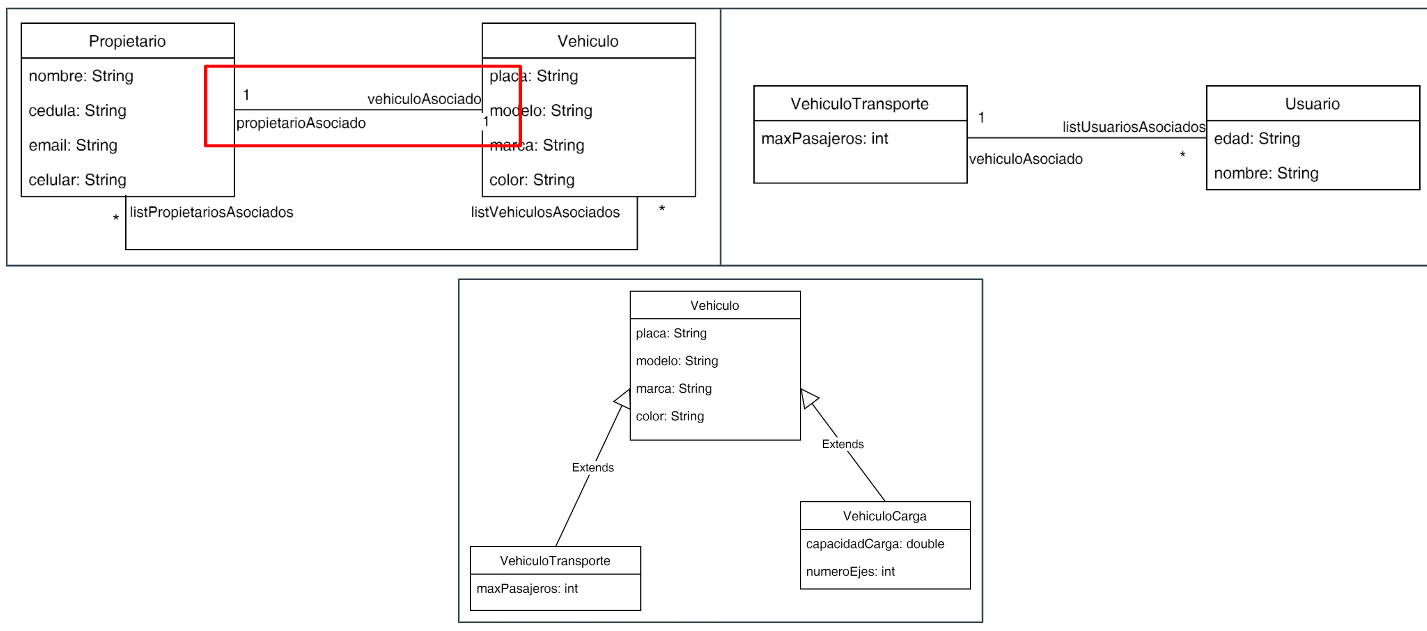 Propietario
nombre: String
cedula: String
email: String
celular: String
1
vehiculoAsociado
propietarioAsociado
1
Vehiculo
placa: String
modelo: String
marca: String
color: String
*
listPropietariosAsociados
listVehiculosAsociados
*
VehiculoTransporte
maxPasajeros: int
1
listUsuariosAsociados
vehiculoAsociado
*
Usuario
edad: String
nombre: String
Vehiculo
placa: String
modelo: String
marca: String
color: String
Extends
Extends
VehiculoTransporte
maxPasajeros: int
VehiculoCarga
capacidadCarga: double
numeroEjes: int